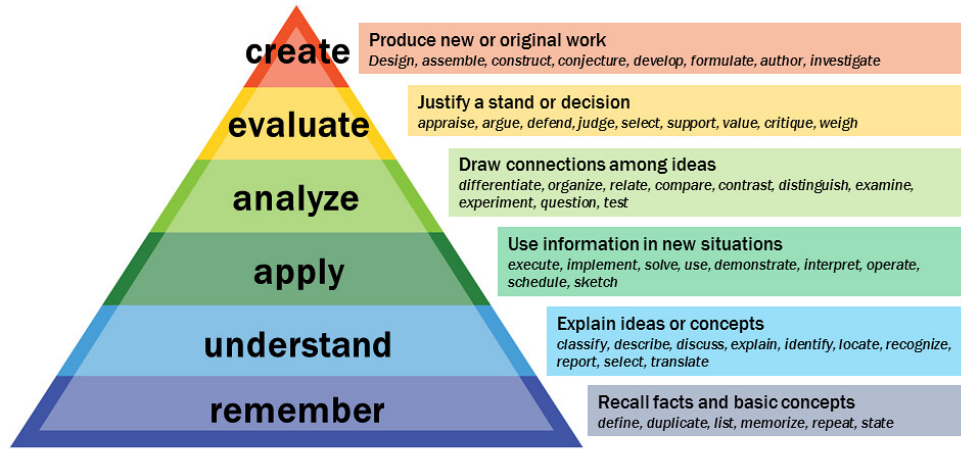 create
Produce new or original work
Design, assemble, construct, conjecture, develop, formulate, author, investigate
evaluate
Justify a stand or decision
appraise, argue, defend, judge, select, support, value, critique, weigh
analyze
Draw connections among ideas
differentiate, organize, relate, compare, contrast, distinguish, examine,
experiment, question, test
apply
Use information in new situations
execute, implement, solve, use, demonstrate, interpret, operate,
schedule, sketch
understand
Explain ideas or concepts
classify, describe, discuss, explain, identify, locate, recognize,
report, select, translate
remember
Recall facts and basic concepts
define, duplicate, list, memorize, repeat, state